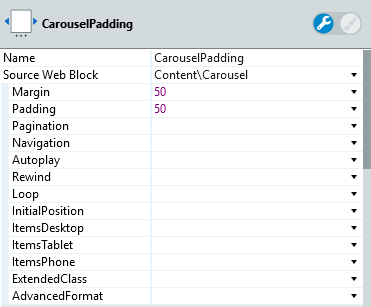 CarouselPadding
Name CarouselPadding
Source Web Block Content\Carousel
Margin 50
Padding 50
Pagination
Navigation
Autoplay
Rewind
Loop
InitialPosition
ItemsDesktop
ItemsTablet
ItemsPhone
ExtendedClass
AdvancedFormat